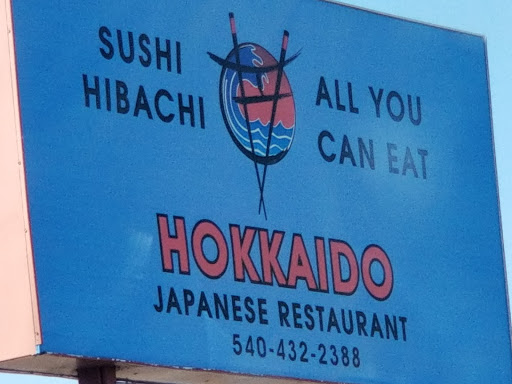 SUSHI
HIBACHI
ALL YOU
CAN EAT
HOKKAIDO
JAPANESE RESTAURANT
540-432-2388